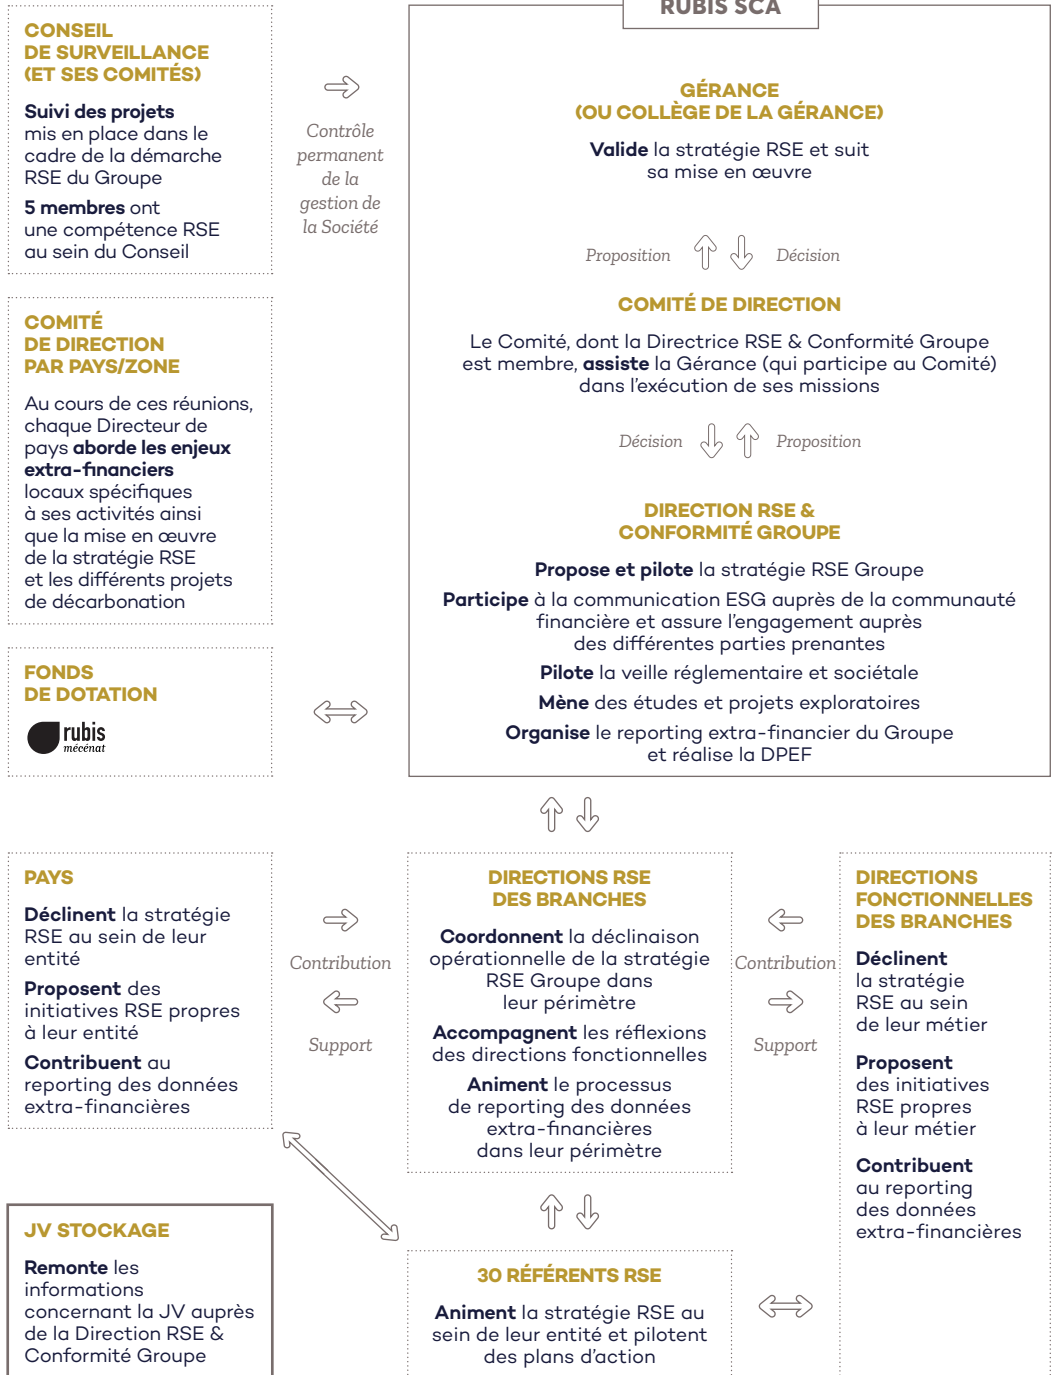 RUBIS SCA
CONSEIL
DE SURVEILLANCE
(ET SES COMITÉS)
Suivi des projets
mis en place dans le
cadre de la démarche
RSE du Groupe
5 membres ont
une compétence RSE
au sein du Conseil
Contrôle
permanent
de la
gestion de
la Société
GÉRANCE
(OU COLLÈGE DE LA GÉRANCE)
Valide la stratégie RSE et suit
sa mise en œuvre
Proposition
Décision
COMITÉ DE DIRECTION
Le Comité, dont la Directrice RSE & Conformité Groupe
est membre, assiste la Gérance (qui participe au Comité)
dans l'exécution de ses missions
Décision
Proposition
DIRECTION RSE &
CONFORMITÉ GROUPE
Propose et pilote la stratégie RSE Groupe
Participe à la communication ESG auprès de la communauté
financière et assure l'engagement auprès
des différentes parties prenantes
Pilote la veille réglementaire et sociétale
Mène des études et projets exploratoires
Organise le reporting extra-financier du Groupe
et réalise la DPEF
COMITÉ
DE DIRECTION
PAR PAYS/ZONE
Au cours de ces réunions,
chaque Directeur de
pays aborde les enjeux
extra-financiers
locaux spécifiques
à ses activités ainsi
que la mise en œuvre
de la stratégie RSE
et les différents projets
de décarbonation
FONDS
DE DOTATION
rubis
mécénat
PAYS
Déclinent la stratégie
RSE au sein de leur
entité
Proposent des
initiatives RSE propres
à leur entité
Contribuent au
reporting des données
extra-financières
Contribution
Support
DIRECTIONS RSE
DES BRANCHES
Coordonnent la déclinaison
opérationnelle de la stratégie
RSE Groupe dans
leur périmètre
Accompagnent les réflexions
des directions fonctionnelles
Animent le processus
de reporting des données
extra-financières
dans leur périmètre
Contribution
Support
DIRECTIONS
FONCTIONNELLES
DES BRANCHES
Déclinent
la stratégie
RSE au sein
de leur métier
Proposent
des initiatives
RSE propres
à leur métier
Contribuent
au reporting
des données
extra-financières
JV STOCKAGE
Remonte les
informations
concernant la JV auprès
de la Direction RSE &
Conformité Groupe
30 RÉFÉRENTS RSE
Animent la stratégie RSE au
sein de leur entité et pilotent
des plans d'action